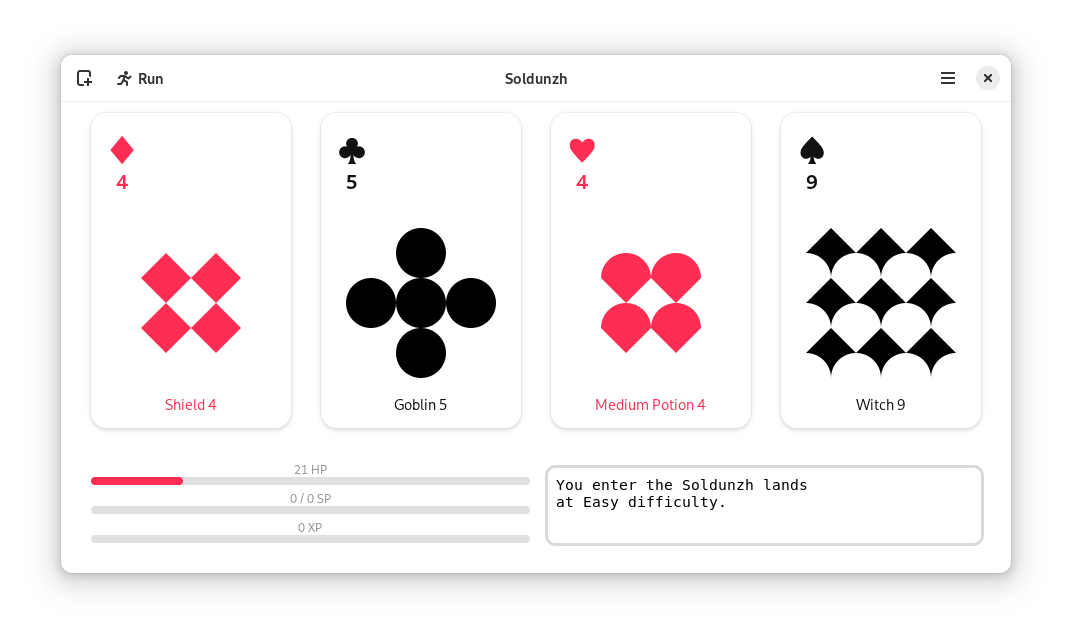 Run
Soldunzh
4
5
4
9
Shield 4
Goblin 5
Medium Potion 4
Witch 9
21 HP
0 / 0 SP
0 XP
You enter the Soldunzh lands
at Easy difficulty.